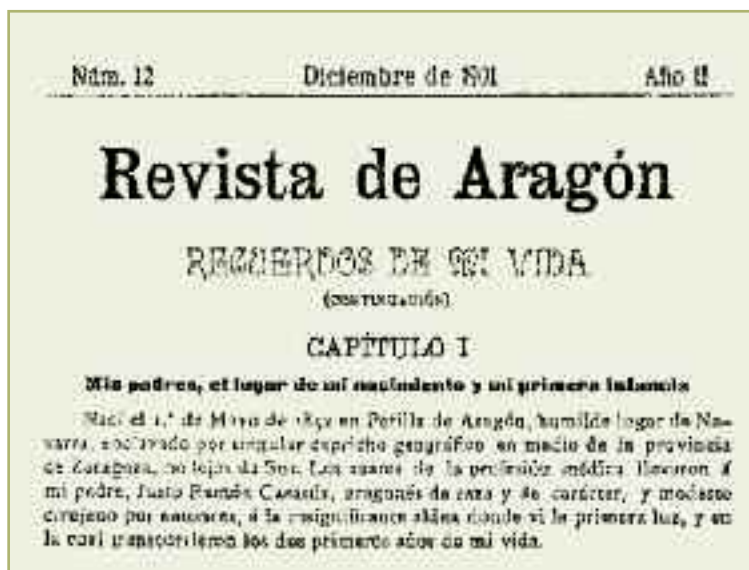 Núm. 12 Diciembre de 1901 Año II
Revista de Aragón
RECUERDOS DE MI VIDA
(CONTINUACIÓN)
CAPÍTULO I
Mis padres, el lugar de mi nacimiento y mi primera infancia
Nací el 1.º de Mayo de 1852 en Petilla de Aragón, humilde lugar de Na-
varra, enclavado por singular capricho geográfico en medio de la provincia
de Zaragoza, no lejos de Sos. Los azares de la profesión médica llevaron á
mi padre, Justo Ramón Casasús, aragonés de raza y de carácter, y modesto
cirujano por entonces, á la insignificante aldea donde vi la primera luz, y en
la cual transcurrieron los dos primeros años de mi vida.